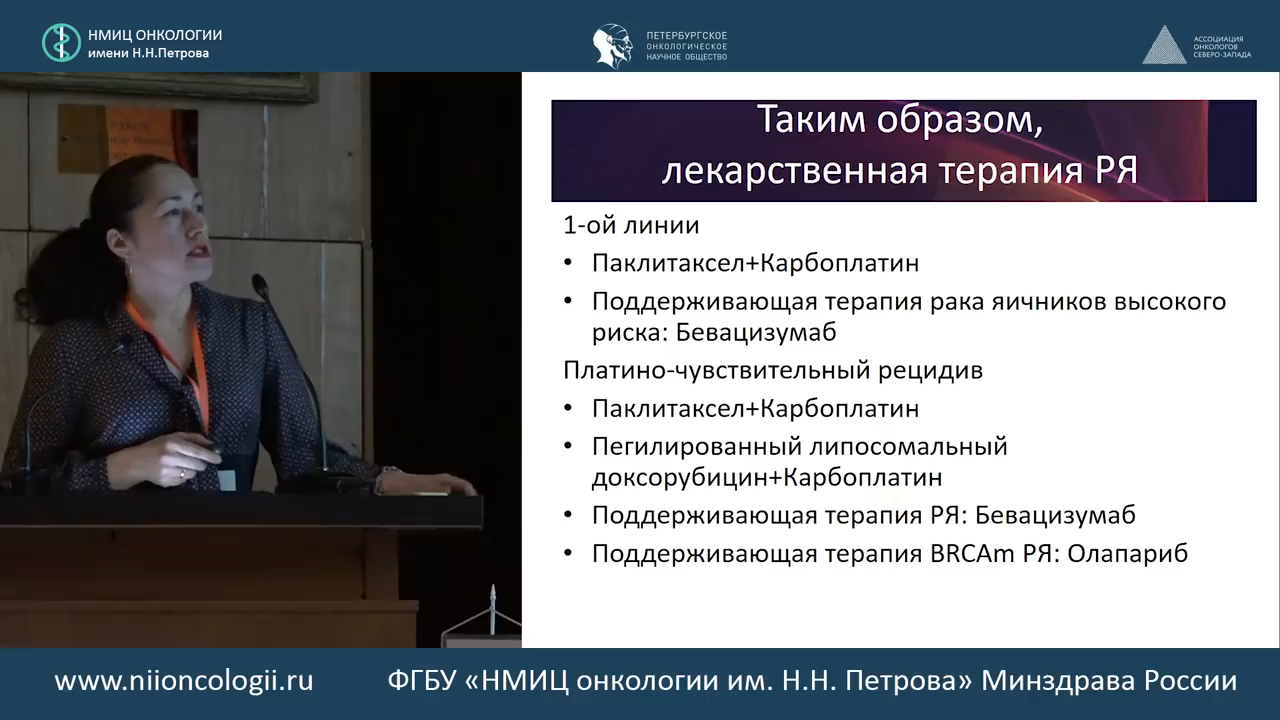 НМИЦ ОНКОЛОГИИ
имени Н.Н.Петрова
ПЕТЕРБУРГСКОЕ
ОНКОЛОГИЧЕСКОЕ
НАУЧНОЕ ОБЩЕСТВО
АССОЦИАЦИЯ
ОНКОЛОГОВ
СЕВЕРО-ЗАПАДА
Таким образом,
лекарственная терапия РЯ
1-ой линии
• Паклитаксел+Карбоплатин
• Поддерживающая терапия рака яичников высокого
риска: Бевацизумаб
Платино-чувствительный рецидив
• Паклитаксел+Карбоплатин
• Пегилированный липосомальный
доксорубицин+Карбоплатин
• Поддерживающая терапия РЯ: Бевацизумаб
• Поддерживающая терапия BRCAm РЯ: Олапариб
www.niioncologii.ru
ФГБУ «НМИЦ онкологии им. Н.Н. Петрова» Минздрава России